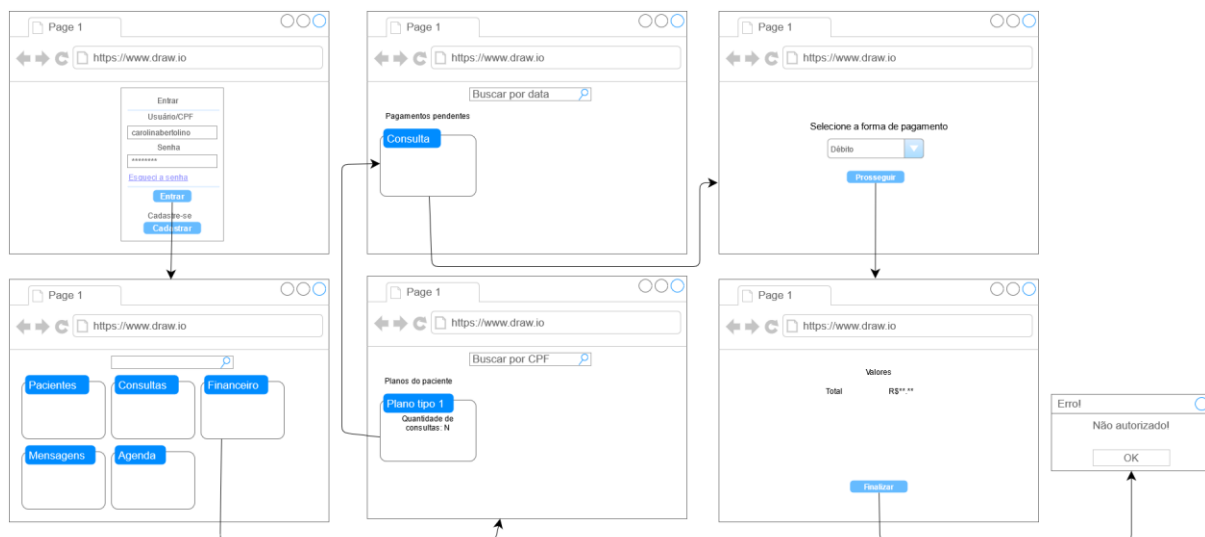 Page 1
https://www.draw.io
Entrar
Usuário/CPF
carolinabertolino
Senha
********
Esqueci a senha
Entrar
Cadastre-se
Cadastrar
Page 1
https://www.draw.io
Buscar por data
Pagamentos pendentes
Consulta
Page 1
https://www.draw.io
Selecione a forma de pagamento
Débito
Prosseguir
Page 1
https://www.draw.io
Pacientes
Consultas
Financeiro
Mensagens
Agenda
Page 1
https://www.draw.io
Buscar por CPF
Planos do paciente
Plano tipo 1
Quantidade de
consultas: N
Page 1
https://www.draw.io
Valores
Total R$**.**
Finalizar
Erro!
Não autorizado!
OK